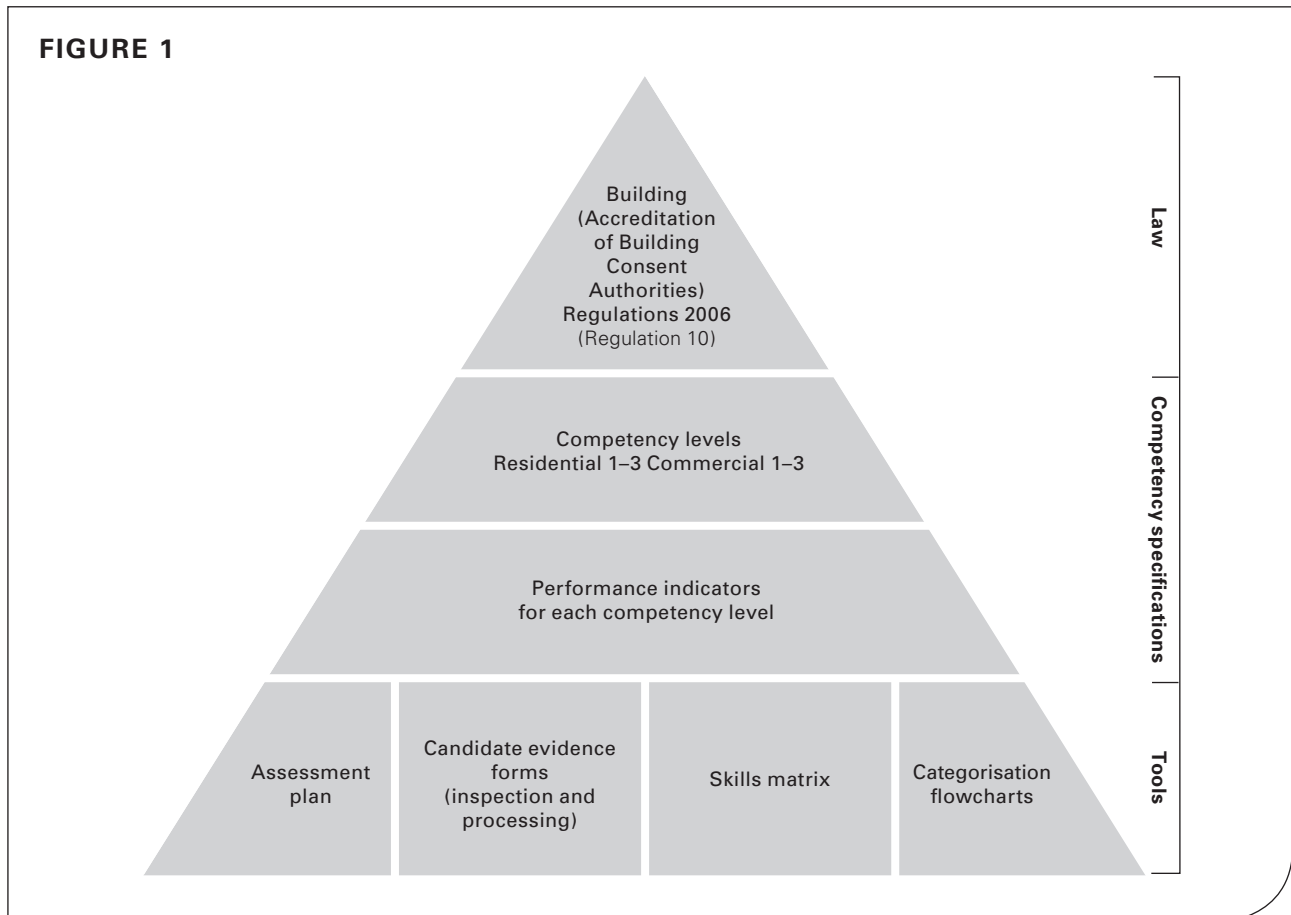 FIGURE 1
Building
(Accreditation
of Building
Consent
Authorities)
Regulations 2006
(Regulation 10)
Law
Competency levels
Residential 1–3 Commercial 1–3
Performance indicators
for each competency level
Competency specifications
Assessment
plan
Candidate evidence
forms
(inspection and
processing)
Skills matrix
Categorisation
flowcharts
Tools